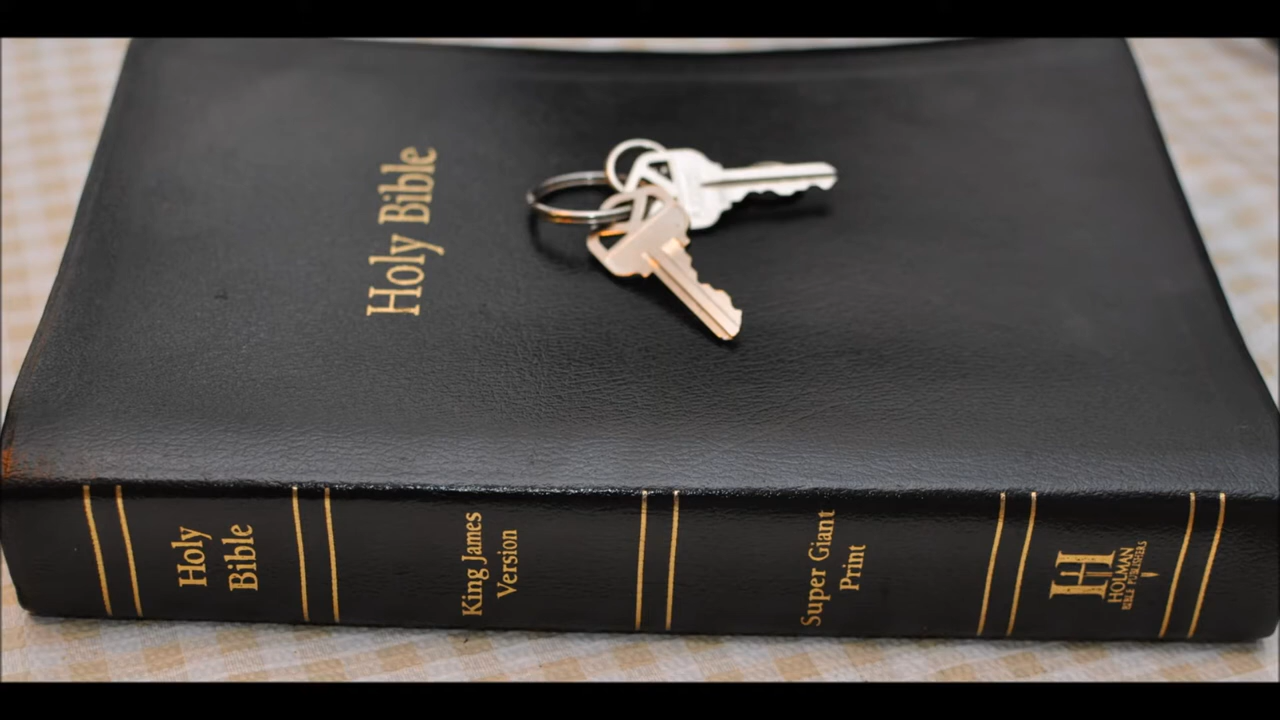 Holy Bible
Holy
Bible
King James
Version
Super Giant
Print
HOLMAN
BIBLE PUBLISHERS